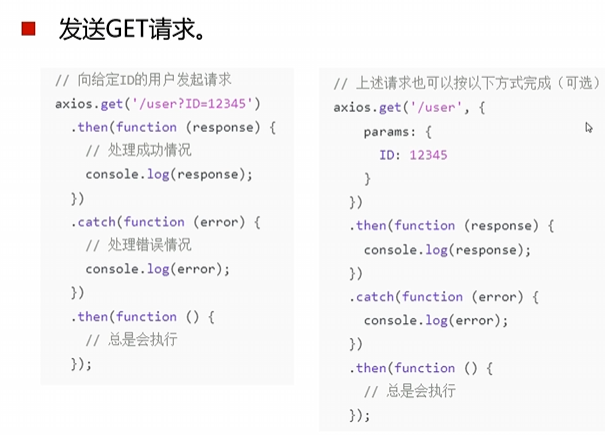 发送GET请求。
// 向给定ID的用户发起请求
axios.get('/user?ID=12345')
  .then(function (response) {
    // 处理成功情况
    console.log(response);
  })
  .catch(function (error) {
    // 处理错误情况
    console.log(error);
  })
  .then(function () {
    // 总是会执行
  });
// 上述请求也可以按以下方式完成（可选）
axios.get('/user', {
    params: {
      ID: 12345
    }
  })
  .then(function (response) {
    console.log(response);
  })
  .catch(function (error) {
    console.log(error);
  })
  .then(function () {
    // 总是会执行
  });